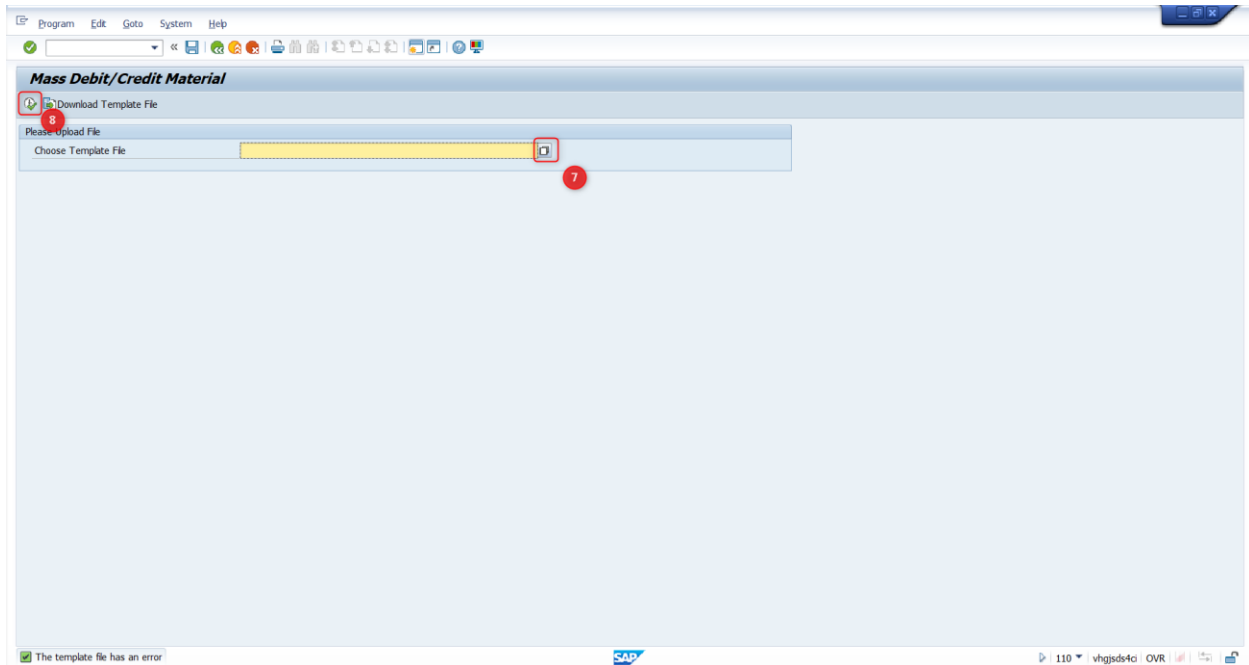 Program Edit Goto System Help
Mass Debit/Credit Material
Download Template File
8
Please Upload File
Choose Template File
7
The template file has an error
SAP
110 vhgjsds4ci OVR